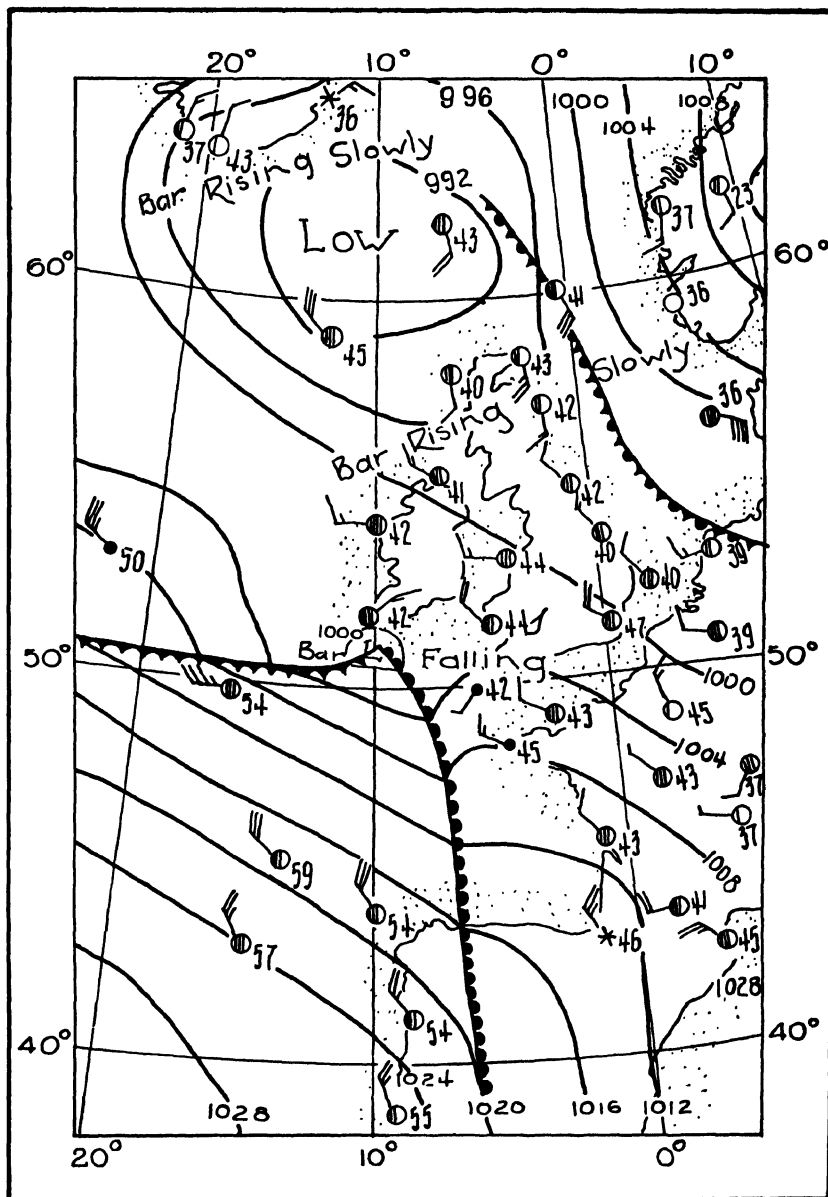 20° 10° 0° 10°
996 1000 1008
1004
36
37 43
Bar Rising Slowly
992
23
37
Low
43
60° 60°
41 36
45
43 Slowly
40 36
42
Bar Rising
41 42
42 40 39
50 44 40
42 44 47 39
1000
Bar Falling
50° 50°
1000
54 42 43 45
45 1004
43 37
43 37
59 1008
54 41
57 46 45
1028
54
40° 40°
1024
55
1028 1020 1016 1012
20° 10° 0°